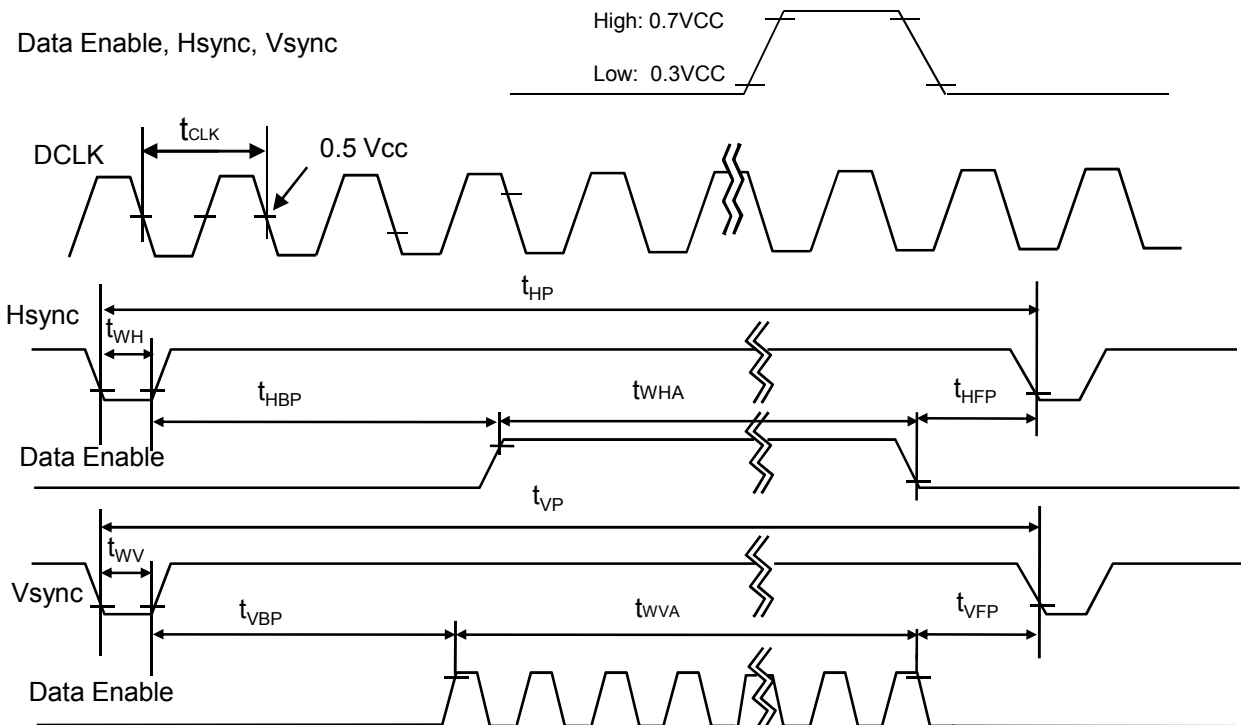 High: 0.7VCC
Data Enable, Hsync, Vsync
Low: 0.3VCC
tCLK
DCLK
0.5 Vcc
tHP
Hsync
tWH
tHBP
tWHA
tHFP
Data Enable
tVP
tWV
Vsync
tVBP
tWVA
tVFP
Data Enable